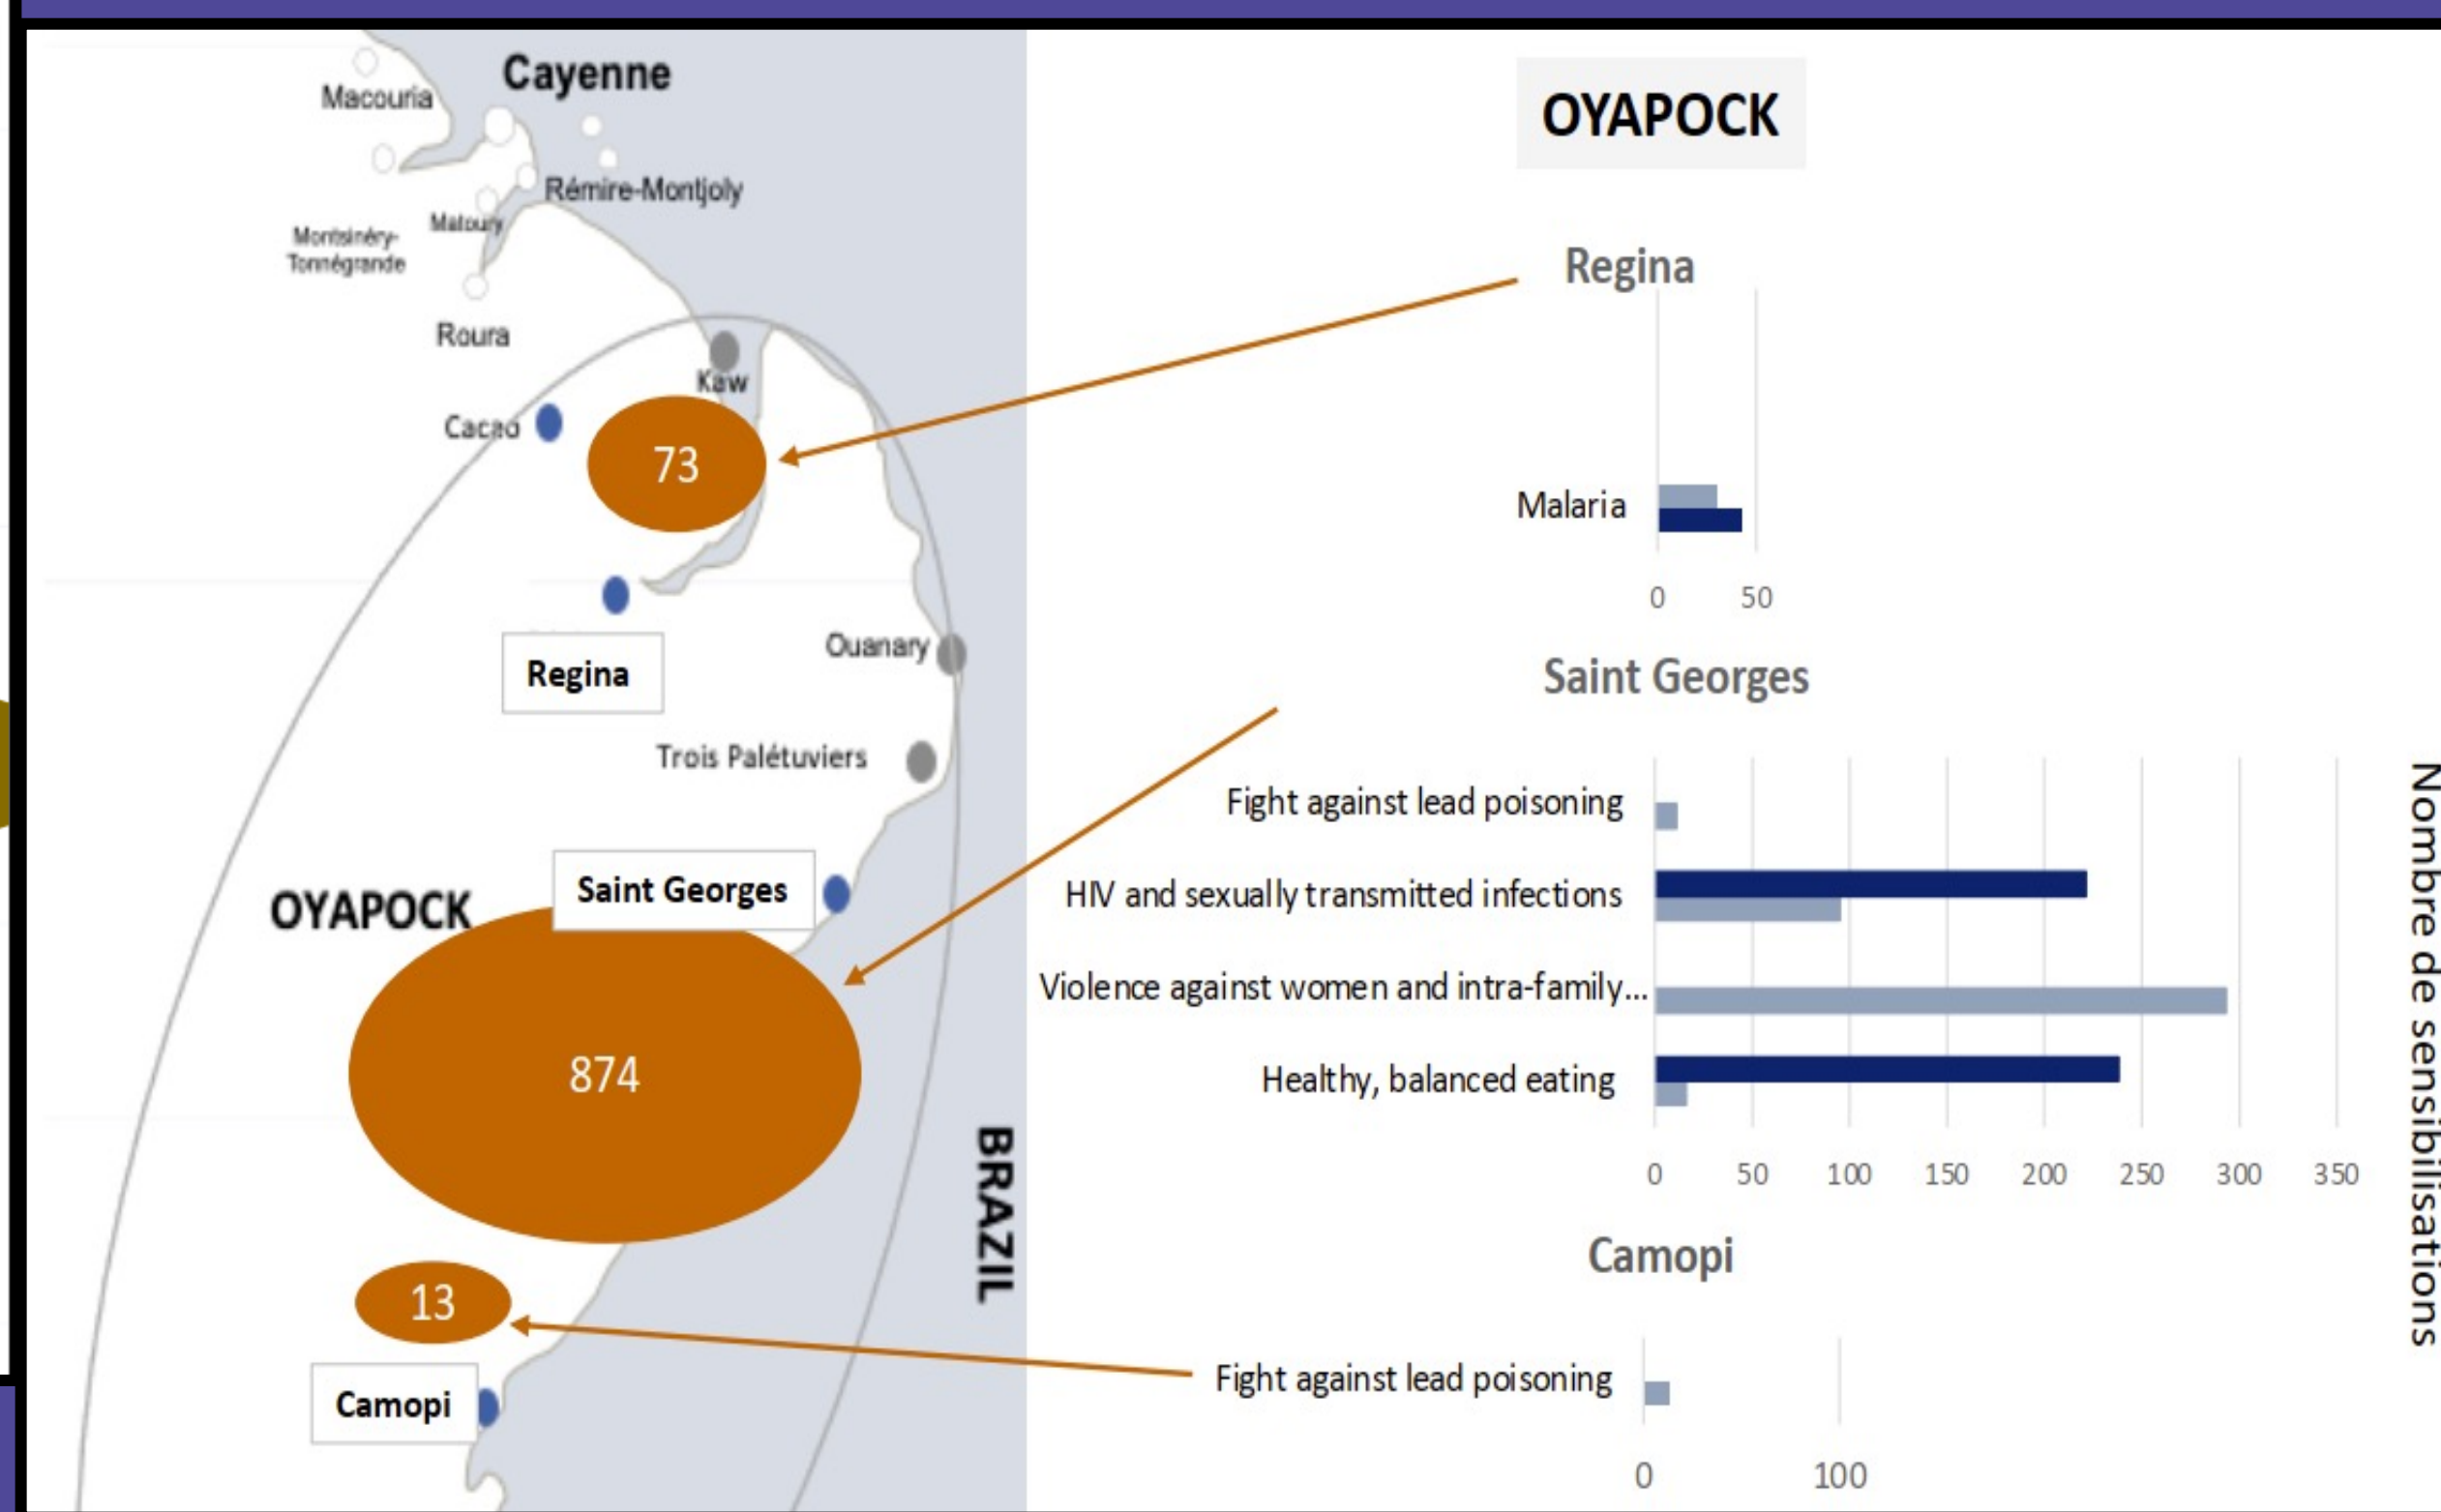 Cayenne
Macouria
Rémire-Montjoly
Matoury
Montsinéry-
Tonnégrande
Roura
Kaw
Cacao
73
Regina
Ouanary
Trois Palétuviers
Saint Georges
OYAPOCK
874
BRAZIL
13
Camopi
OYAPOCK
Regina
Malaria
0 50
Saint Georges
Fight against lead poisoning
HIV and sexually transmitted infections
Violence against women and intra-family...
Healthy, balanced eating
0 50 100 150 200 250 300 350
Camopi
Fight against lead poisoning
0 100
Nombre de sensibilisations